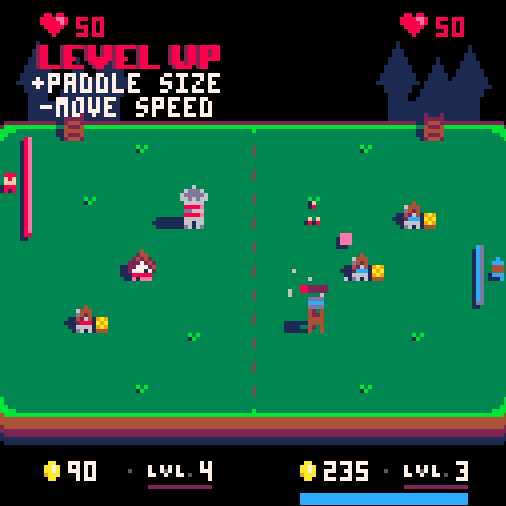 50
50
LEVEL UP
+PADDLE SIZE
-MOVE SPEED
90 · LVL.4
235 · LVL.3